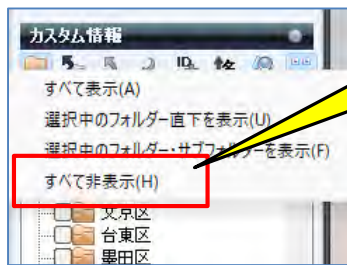 カスタム情報
ID
すべて表示(A)
選択中のフォルダー直下を表示(U)
選択中のフォルダー・サブフォルダーを表示(F)
すべて非表示(H)
文京区
台東区
墨田区